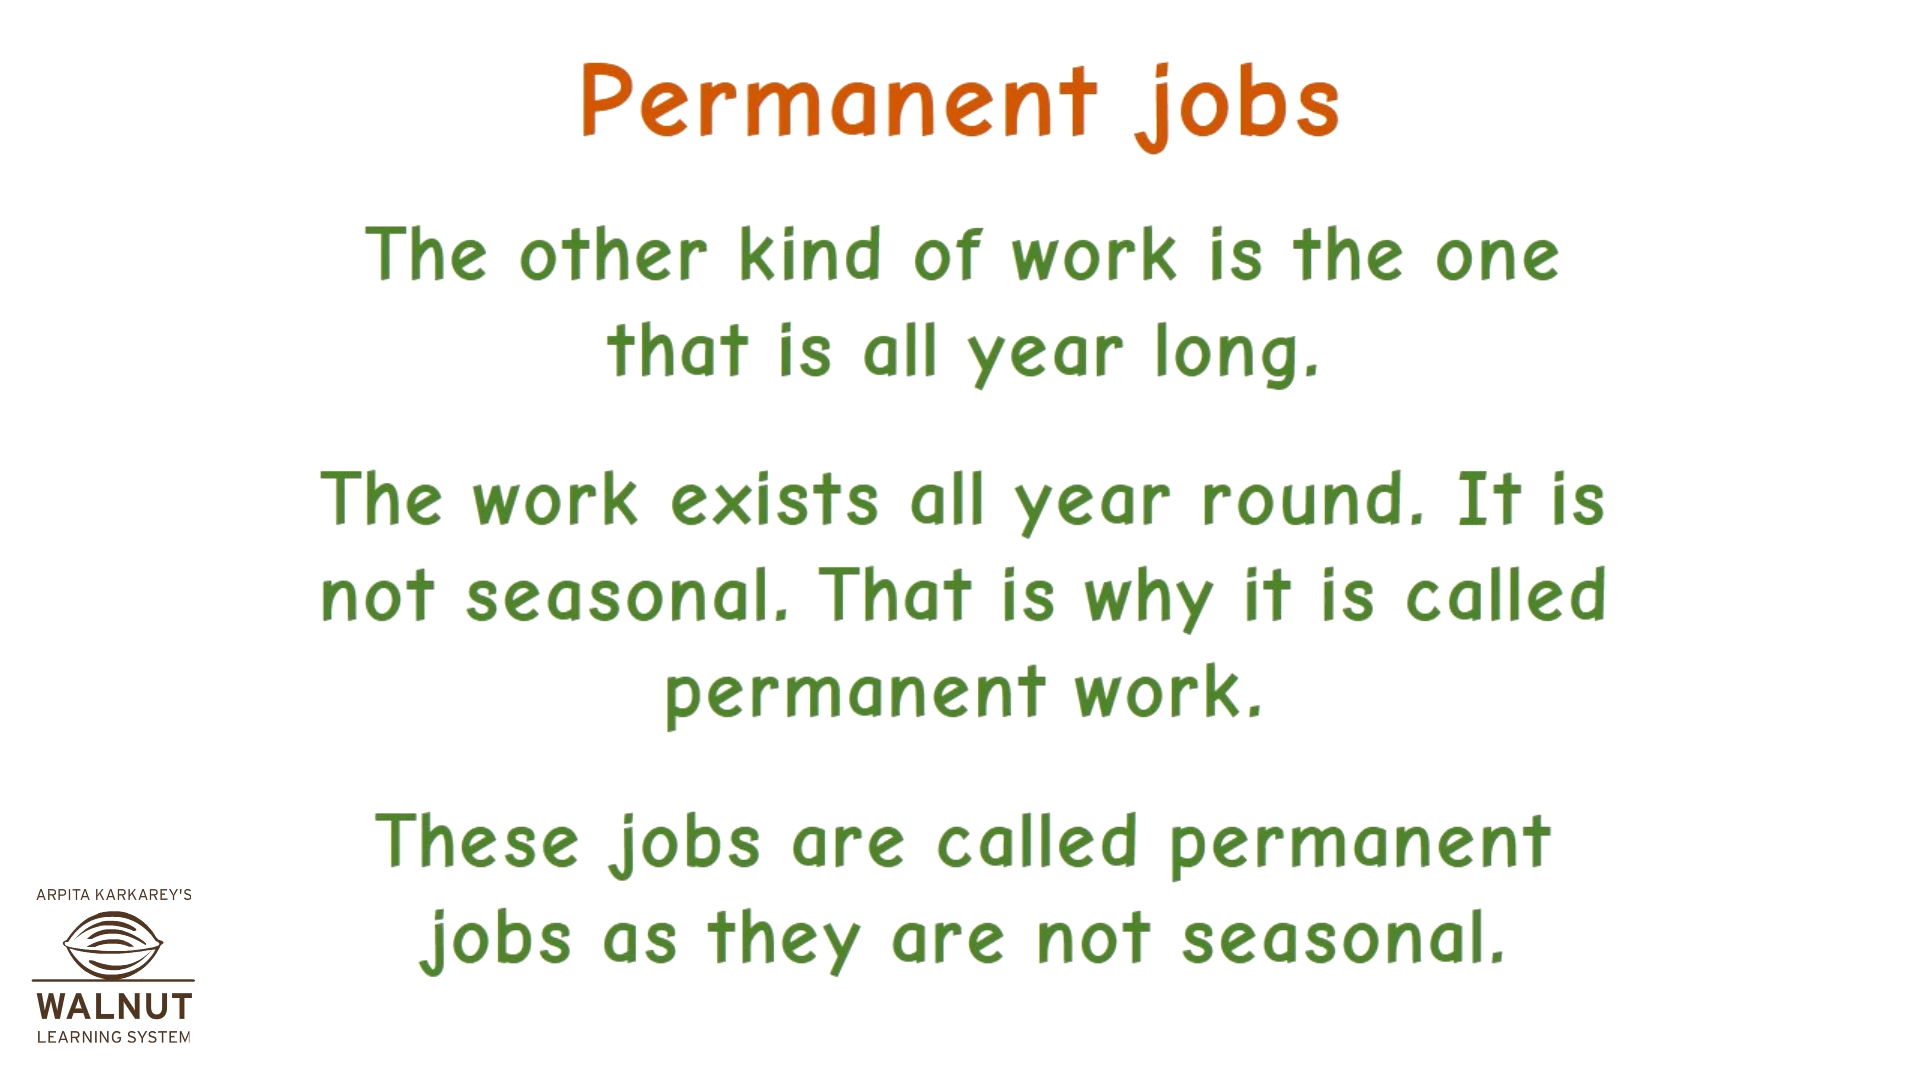 Permanent jobs
The other kind of work is the one
that is all year long.
The work exists all year round. It is
not seasonal. That is why it is called
permanent work.
These jobs are called permanent
jobs as they are not seasonal.
ARPITA KARKAREY'S
WALNUT
LEARNING SYSTEM